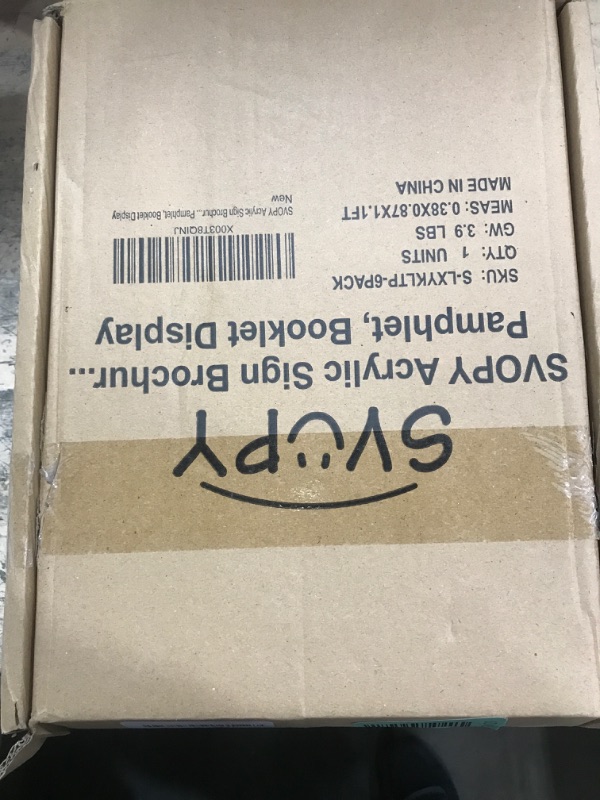 SVOPY
SVOPY Acrylic Sign Brochur...
Pamphlet, Booklet Display
SKU: S-LXYKLTP-6PACK
QTY: 1 UNITS
GW: 3.9 LBS
MEAS: 0.38X0.87X1.1FT
MADE IN CHINA
X003T8QINJ
SVOPY Acrylic Sign Brochur... Pamphlet, Booklet Display
New